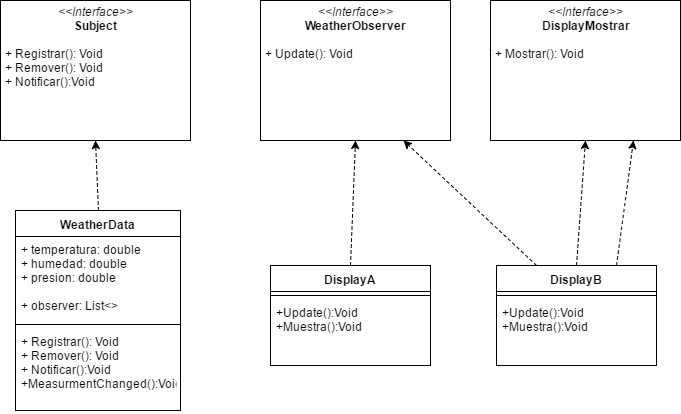 <<Interface>>
Subject
+ Registrar(): Void
+ Remover(): Void
+ Notificar():Void
<<Interface>>
WeatherObserver
+ Update(): Void
<<Interface>>
DisplayMostrar
+ Mostrar(): Void
WeatherData
+ temperatura: double
+ humedad: double
+ presion: double
+ observer: List<>
+ Registrar(): Void
+ Remover(): Void
+ Notificar():Void
+MeasurmentChanged():Void
DisplayA
+Update():Void
+Muestra():Void
DisplayB
+Update():Void
+Muestra():Void